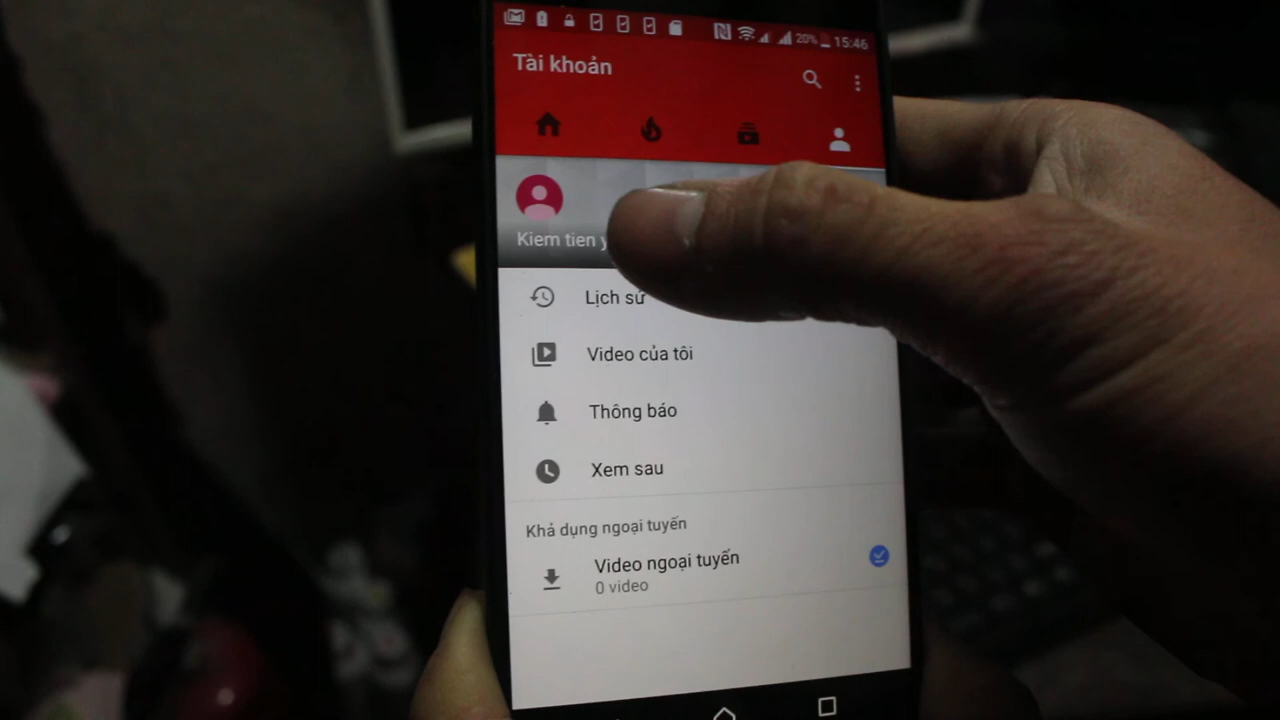 20% 15:46
Tài khoản
Kiem tien
Lịch sử
Video của tôi
Thông báo
Xem sau
Khả dụng ngoại tuyến
Video ngoại tuyến
0 video